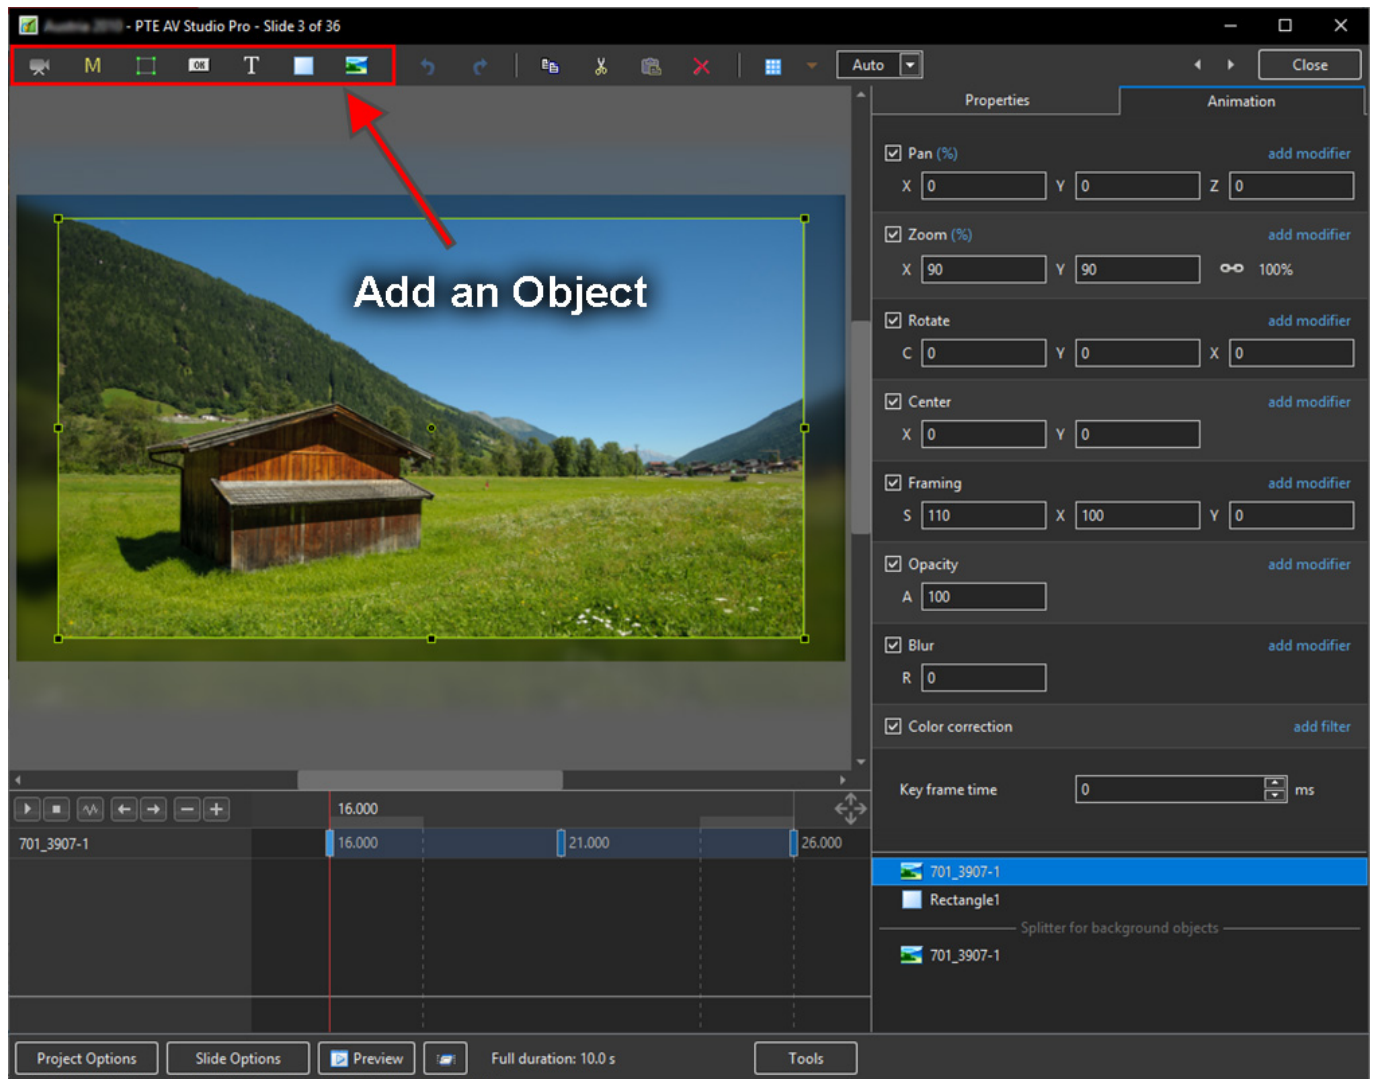 - PTE AV Studio Pro - Slide 3 of 36
M OK T Auto Close
Properties Animation
Pan (%) add modifier
X 0 Y 0 Z 0
Zoom (%) add modifier
X 90 Y 90 100%
Add an Object
Rotate add modifier
C 0 Y 0 X 0
Center add modifier
X 0 Y 0
Framing add modifier
S 110 X 100 Y 0
Opacity add modifier
A 100
Blur add modifier
R 0
Color correction add filter
Key frame time 0 ms
16.000
701_3907-1 16.000 21.000 26.000
701_3907-1
Rectangle1
Splitter for background objects
701_3907-1
Project Options Slide Options Preview Full duration: 10.0 s Tools